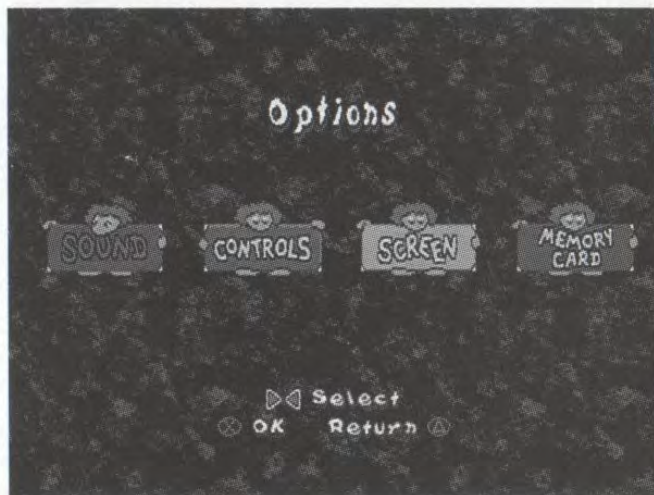 Options
SOUND
CONTROLS
SCREEN
MEMORY
CARD
Select
OK Return